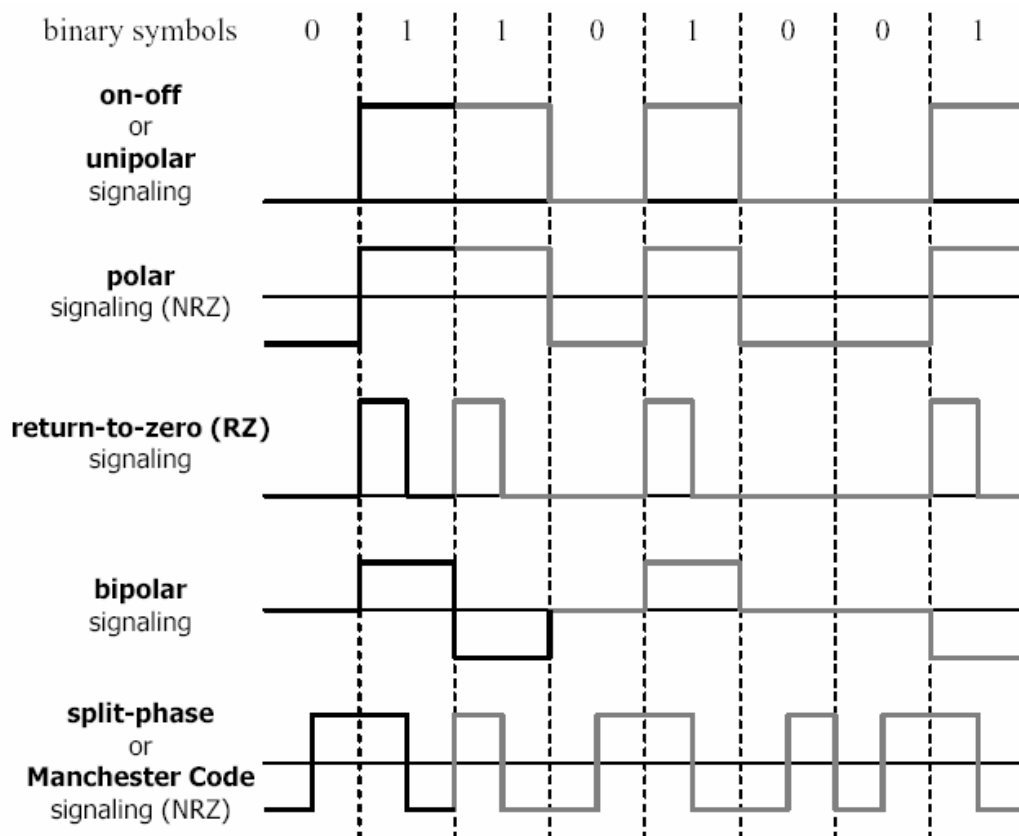 binary symbols 0 1 1 0 1 0 0 1
on-off
or
unipolar
signaling
polar
signaling (NRZ)
return-to-zero (RZ)
signaling
bipolar
signaling
split-phase
or
Manchester Code
signaling (NRZ)